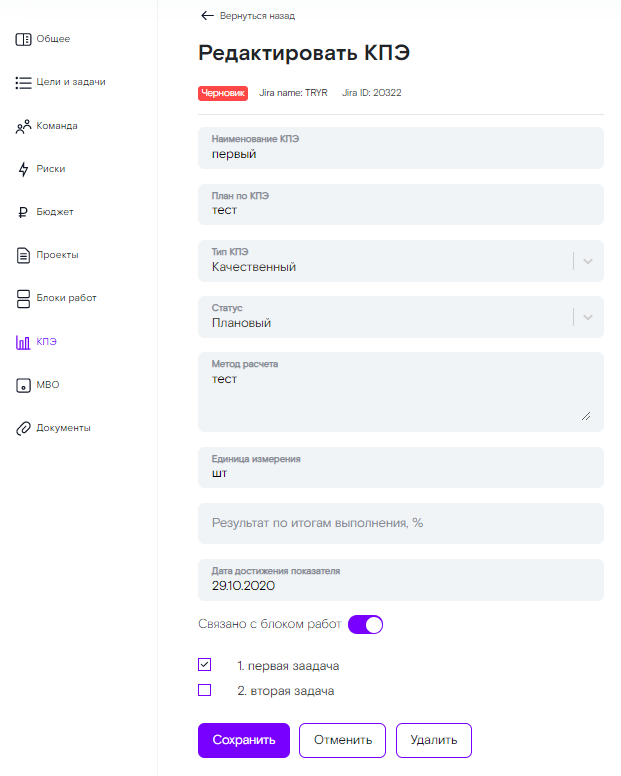 Вернуться назад
Общее
Цели и задачи
Команда
Риски
Бюджет
Проекты
Блоки работ
КПЭ
МВО
Документы
Редактировать КПЭ
Черновик Jira name: TRYR Jira ID: 20322
Наименование КПЭ
первый
План по КПЭ
тест
Тип КПЭ
Качественный
Статус
Плановый
Метод расчета
тест
Единица измерения
шт
Результат по итогам выполнения, %
Дата достижения показателя
29.10.2020
Связано с блоком работ
1. первая заадача
2. вторая задача
Сохранить Отменить Удалить